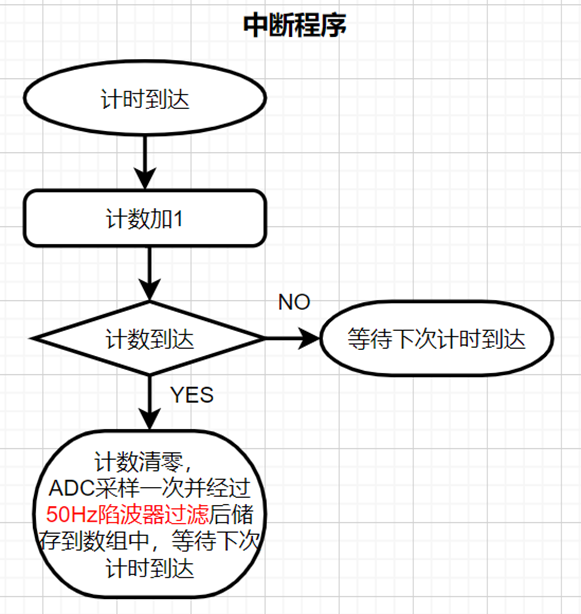 中断程序
计时到达
计数加1
计数到达
NO
等待下次计时到达
YES
计数清零，
ADC采样一次并经过
50Hz陷波器过滤后储
存到数组中，等待下次
计时到达